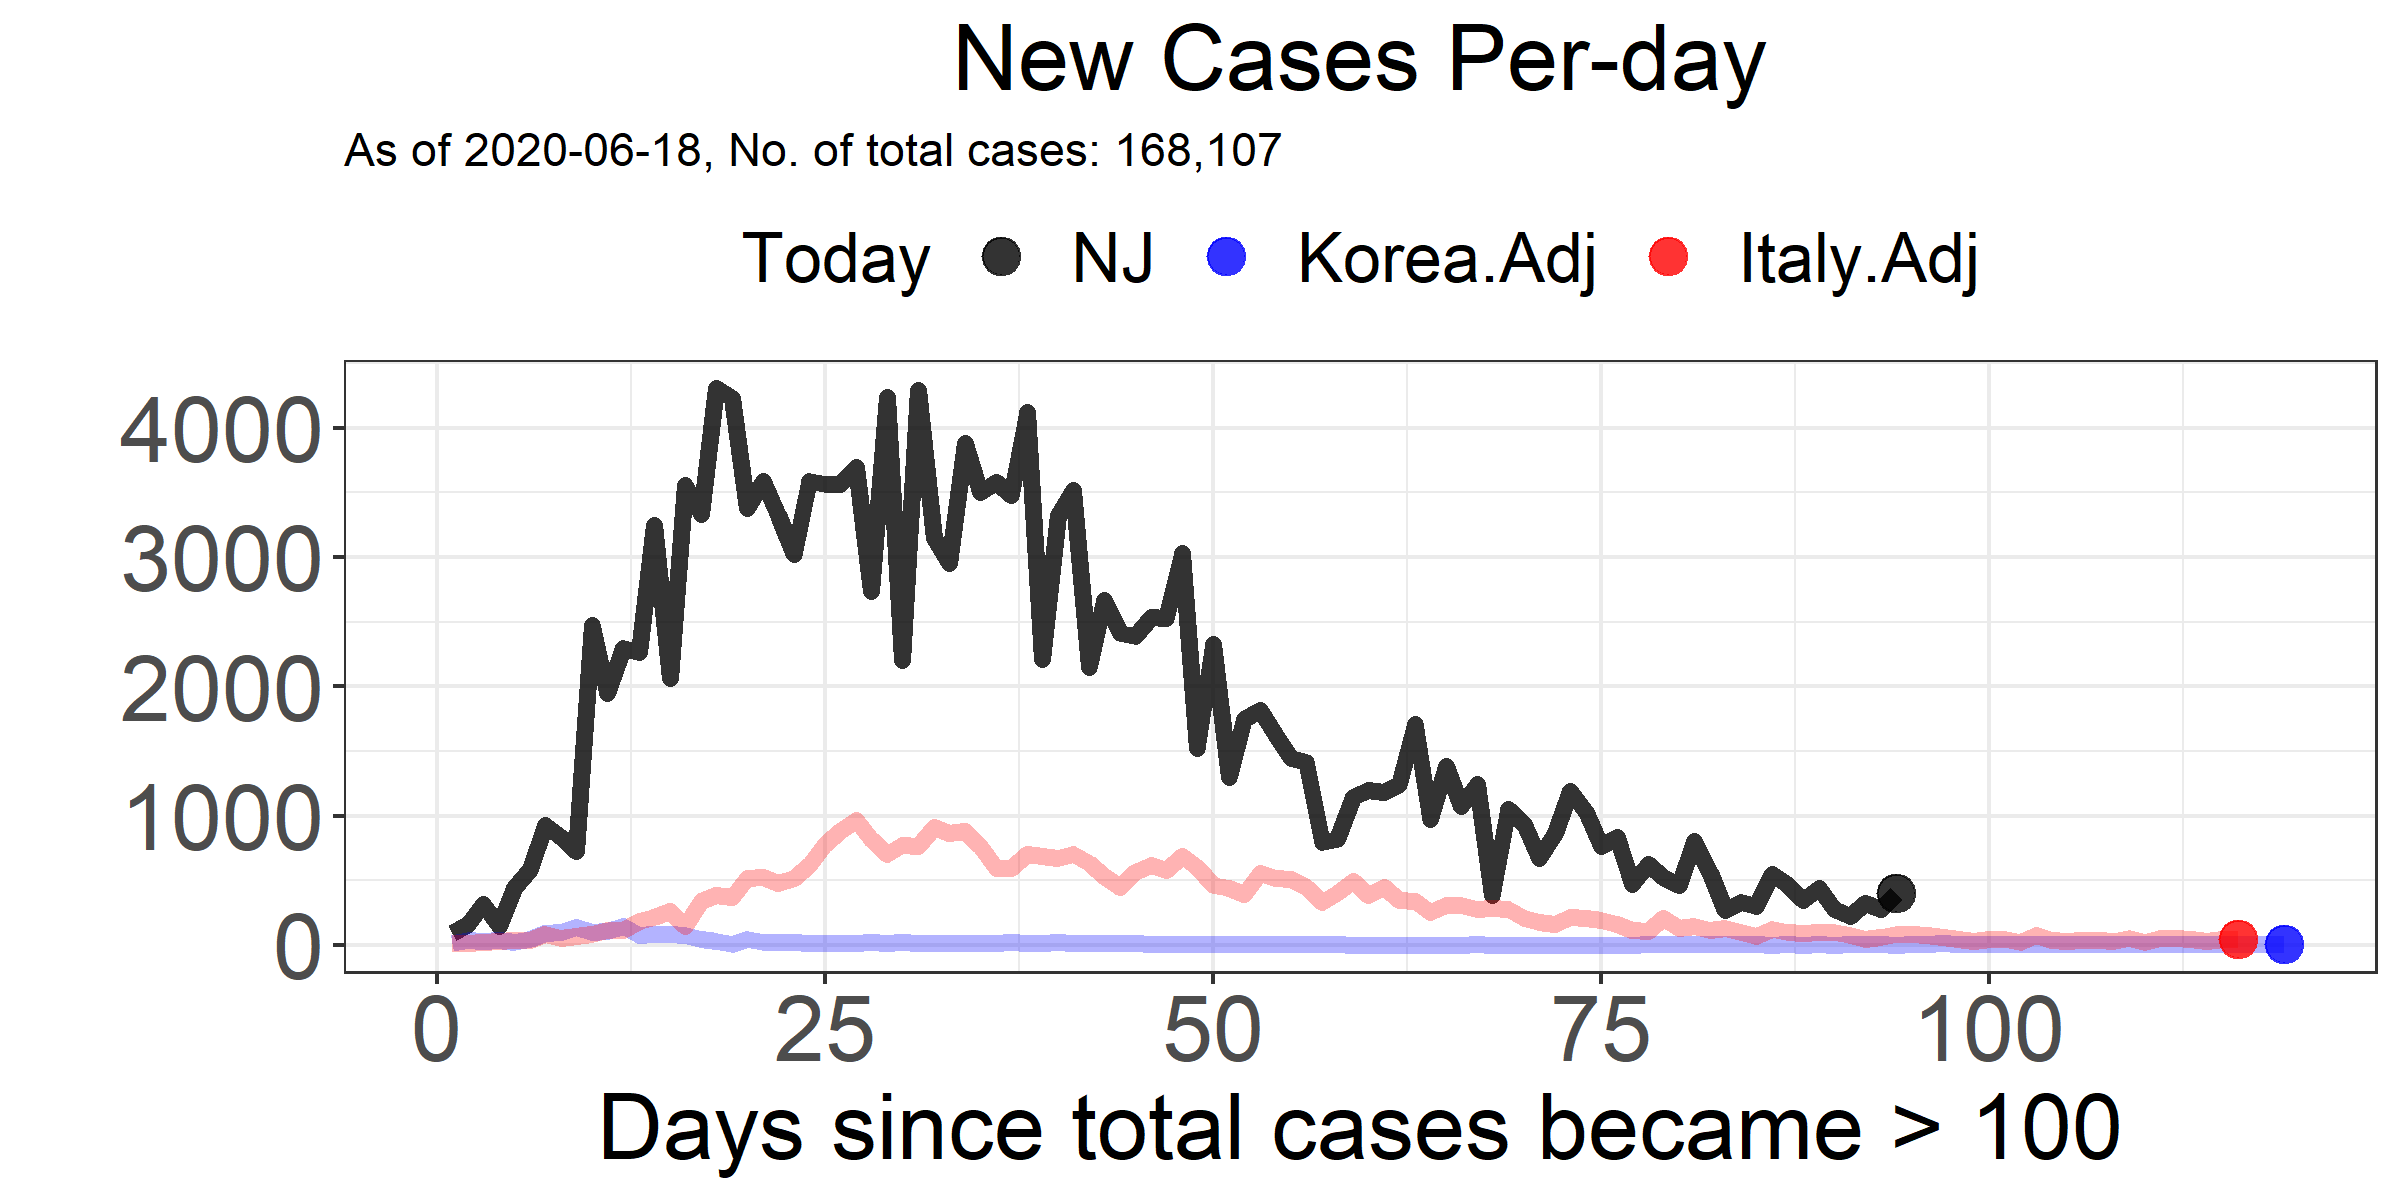 New Cases Per-day
As of 2020-06-18, No. of total cases: 168,107
Today NJ Korea.Adj Italy.Adj
4000
3000
2000
1000
0
0 25 50 75 100
Days since total cases became > 100